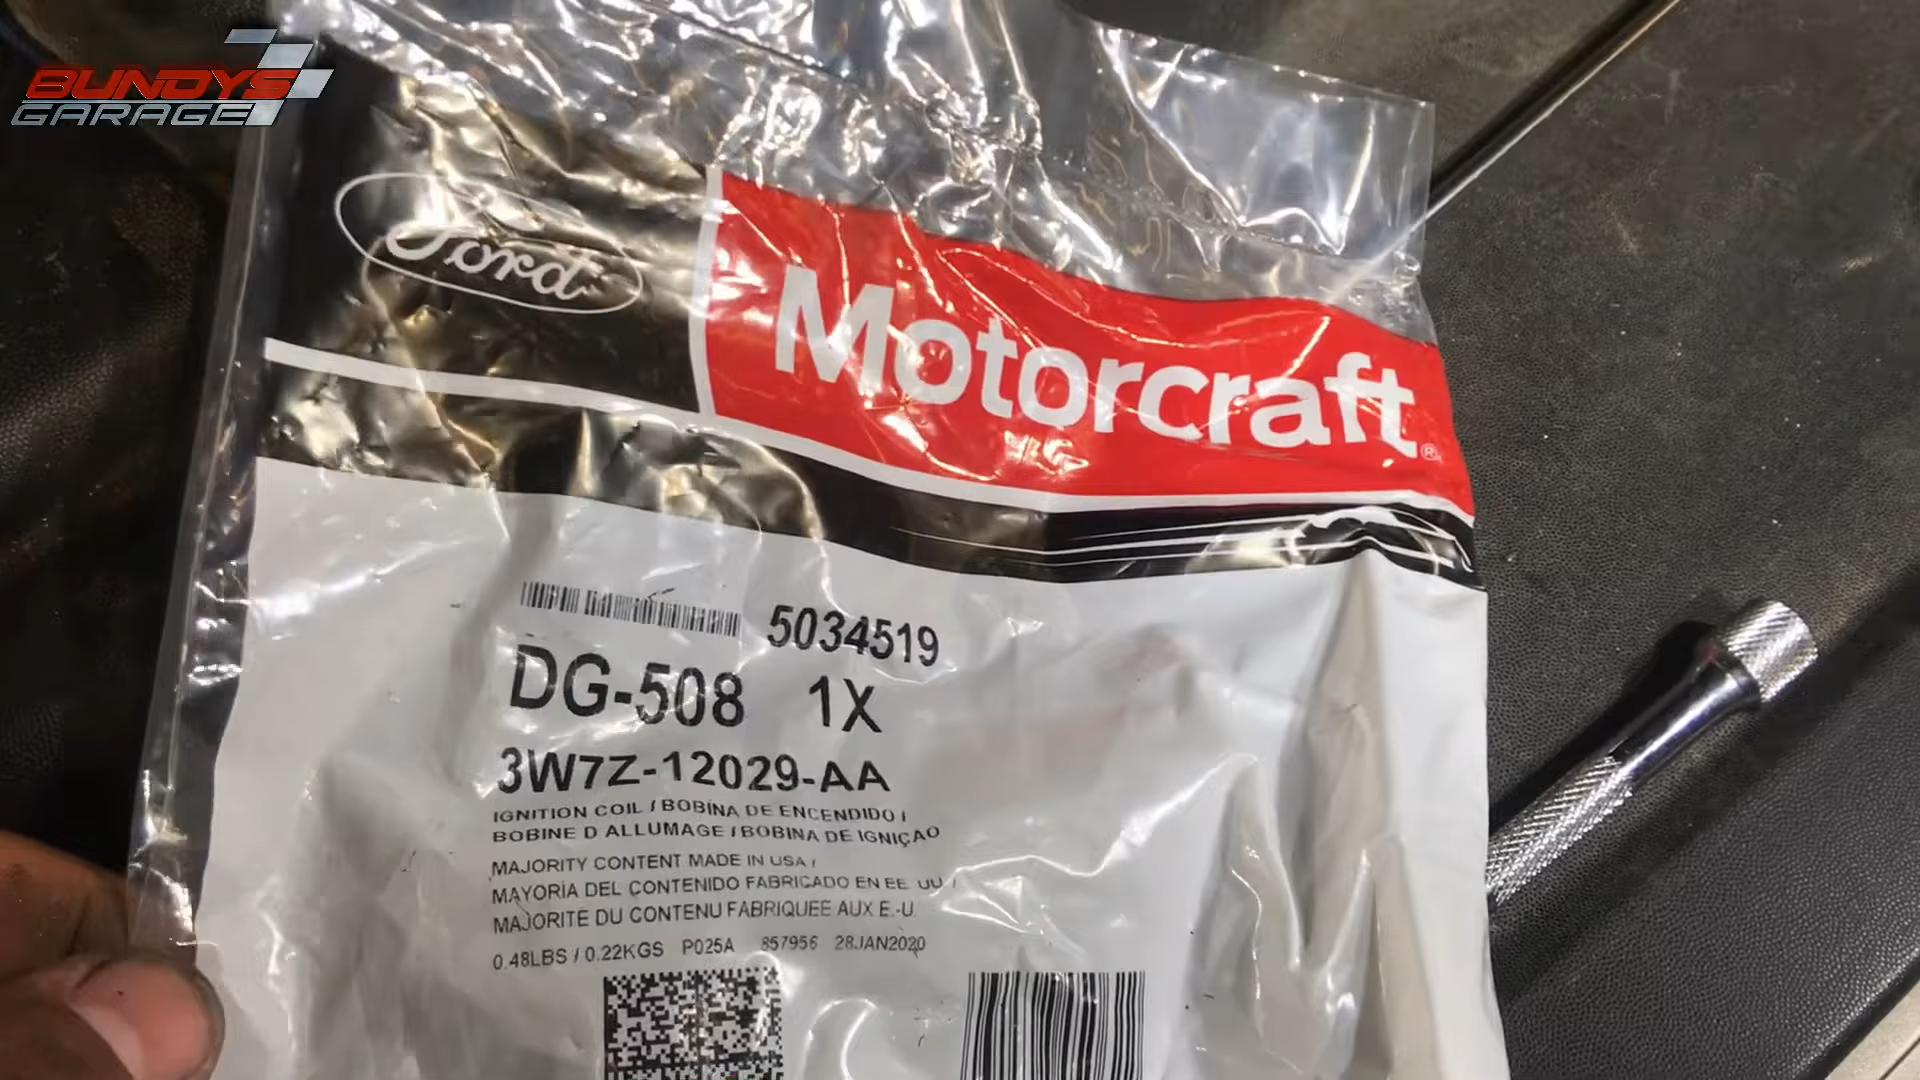 BUNDYS
GARAGE
Ford
Motorcraft®
5034519
DG-508 1X
3W7Z-12029-AA
IGNITION COIL / BOBINA DE ENCENDIDO /
BOBINE D ALLUMAGE / BOBINA DE IGNIÇAO
MAJORITY CONTENT MADE IN USA /
MAYORÍA DEL CONTENIDO FABRICADO EN EE. UU. /
MAJORITE DU CONTENU FABRIQUEE AUX E.-U.
0.48LBS / 0.22KGS P025A 857956 28JAN2020